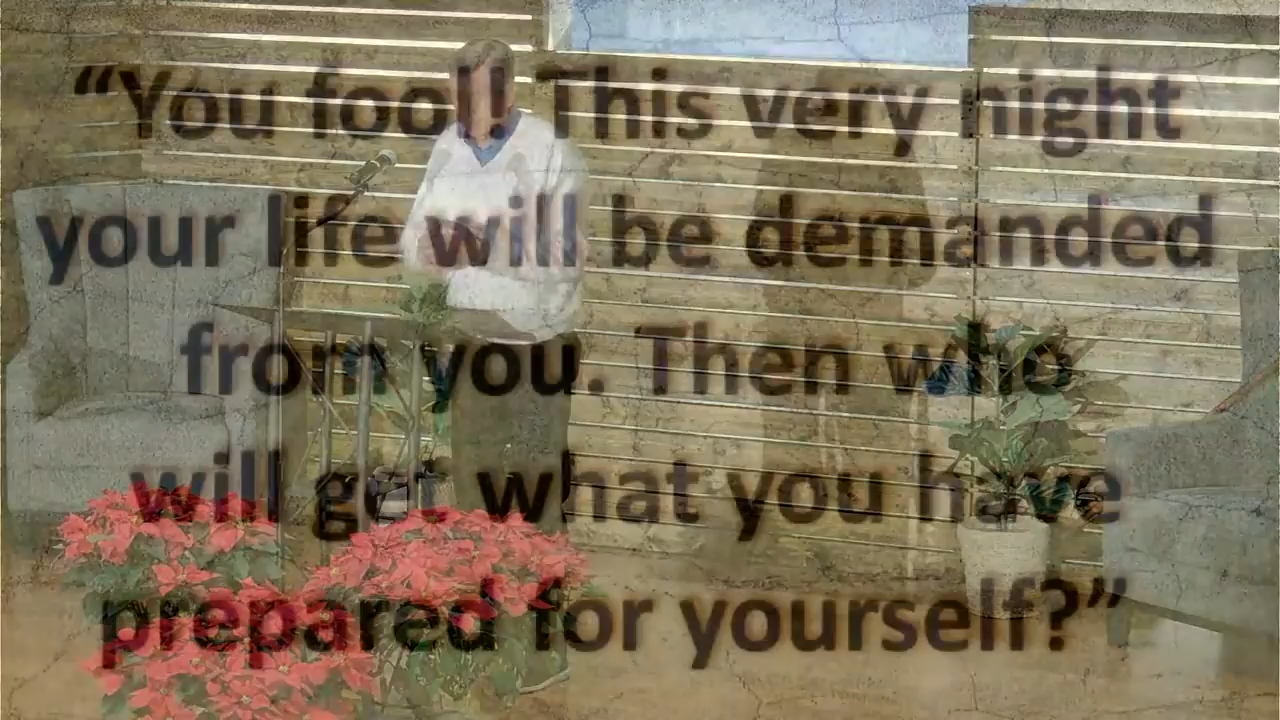 “You fool! This very night
your life will be demanded
from you. Then who
will get what you have
prepared for yourself?”